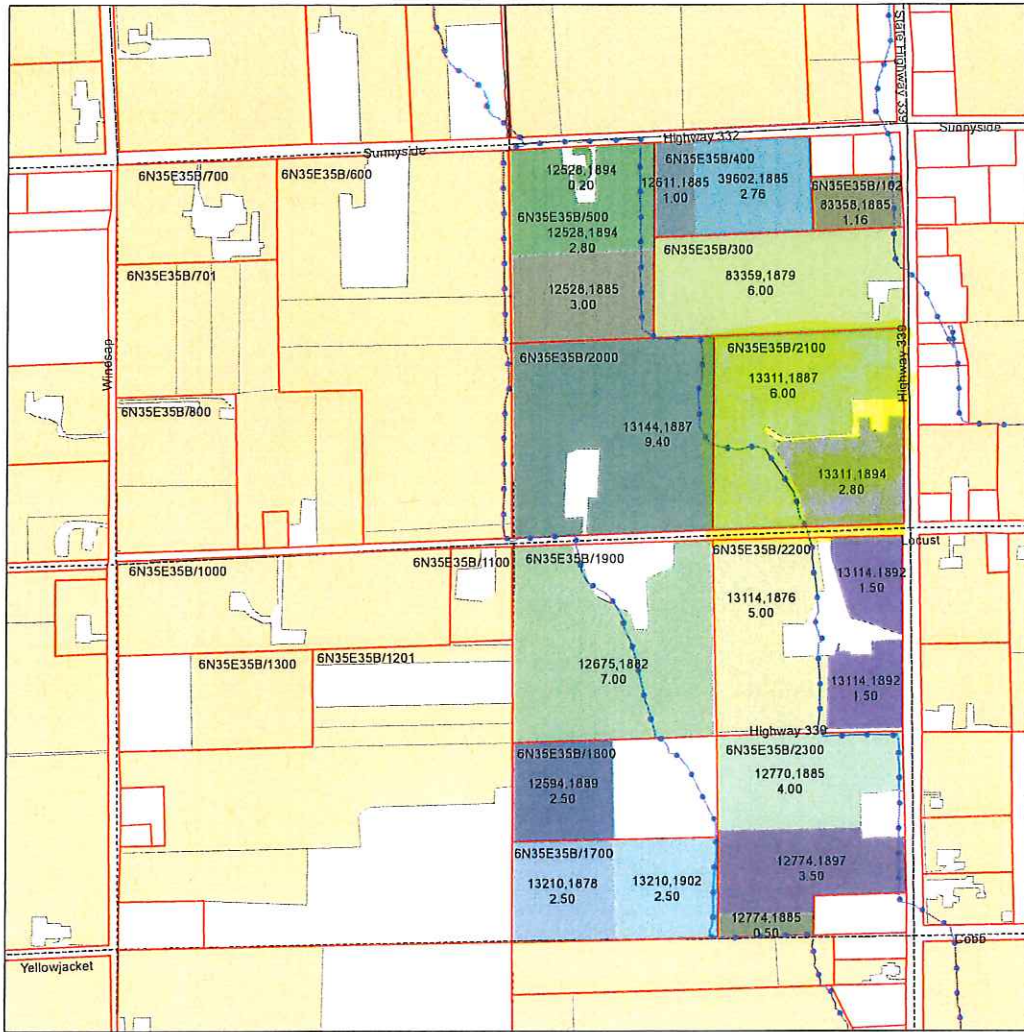 State Highway 339
Highway 332
Sunnyside
Sunnyside
6N35E35B/700
6N35E35B/600
12528,1894
0.20
6N35E35B/400
12611,1885
1.00
39602,1885
2.76
6N35E35B/102
83358,1885
1.16
6N35E35B/500
12528,1894
2.80
6N35E35B/300
83359,1879
6.00
6N35E35B/701
12528,1885
3.00
Winesap
6N35E35B/2000
6N35E35B/2100
Highway 339
13311,1887
6.00
6N35E35B/800
13144,1887
9.40
13311,1894
2.80
Locust
6N35E35B/1000
6N35E35B/1100
6N35E35B/1900
6N35E35B/2200
13114,1892
1.50
13114,1876
5.00
6N35E35B/1300
6N35E35B/1201
12675,1882
7.00
13114,1892
1.50
Highway 339
6N35E35B/1800
6N35E35B/2300
12594,1889
2.50
12770,1885
4.00
6N35E35B/1700
13210,1878
2.50
13210,1902
2.50
12774,1897
3.50
12774,1885
0.50
Cobb
Yellowjacket